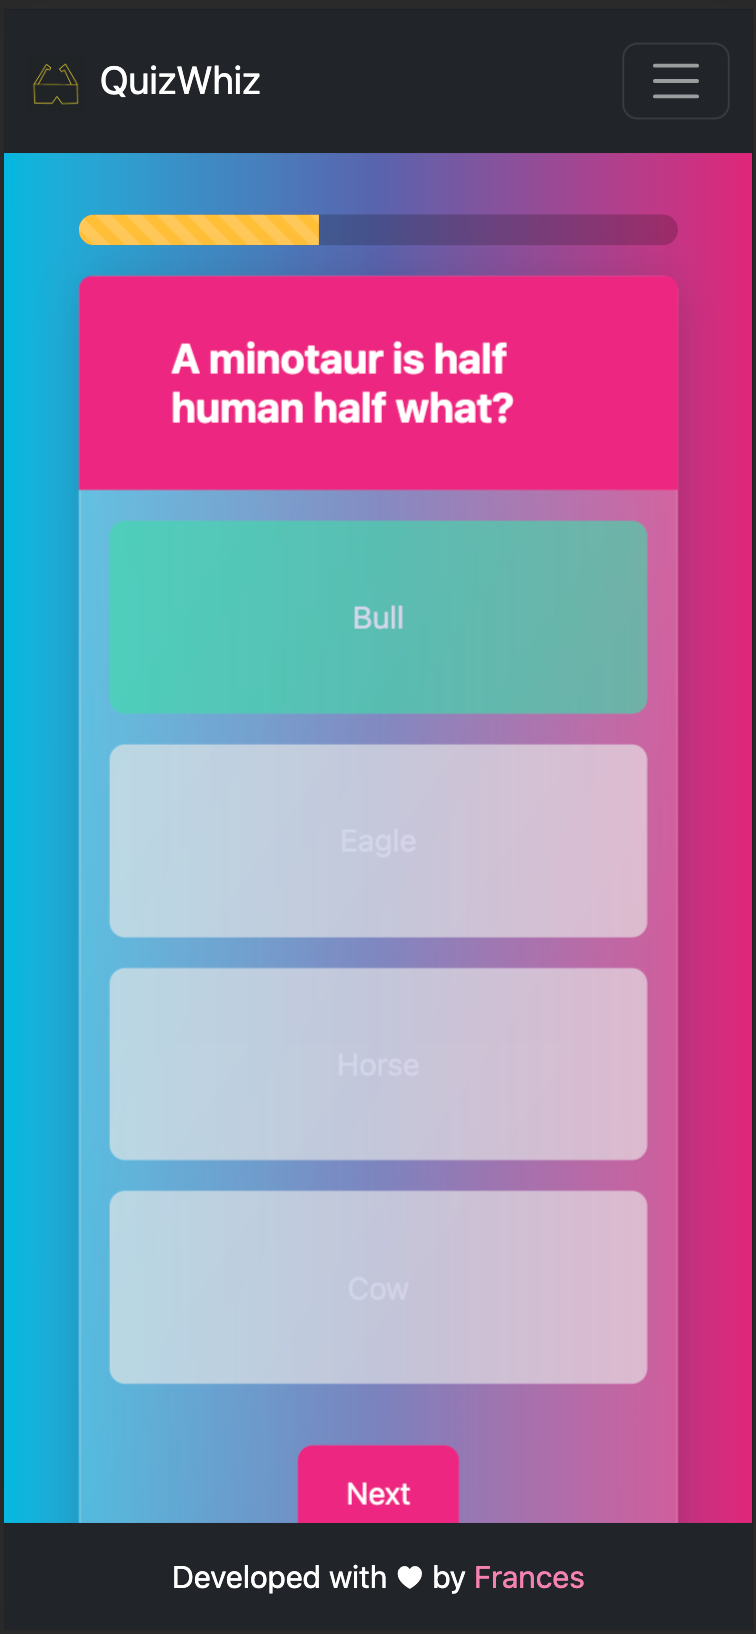 QuizWhiz
A minotaur is half
human half what?
Bull
Eagle
Horse
Cow
Next
Developed with ♥ by Frances